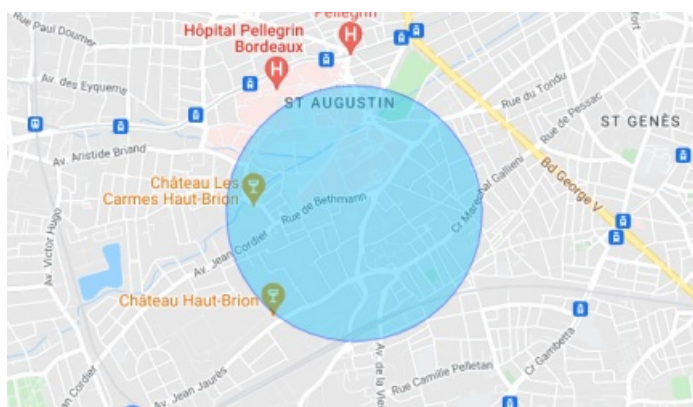 Rue Paul Doumer
Pellegrin
Hôpital Pellegrin
Bordeaux
H
H
Av. des Eyquems
ST AUGUSTIN
Rue du Tondu
Rue de Pessac
ST GENÈS
Av. Aristide Briand
Château Les
Carmes Haut-Brion
Rue de Bethmann
Cr Maréchal Gallieni
Bd George V
Av. Victor Hugo
Av. Jean Cordier
Château Haut-Brion
Cr Gambetta
Av. de la
Rue Camille Pelletan
Av. Jean Jaurès
Cordier